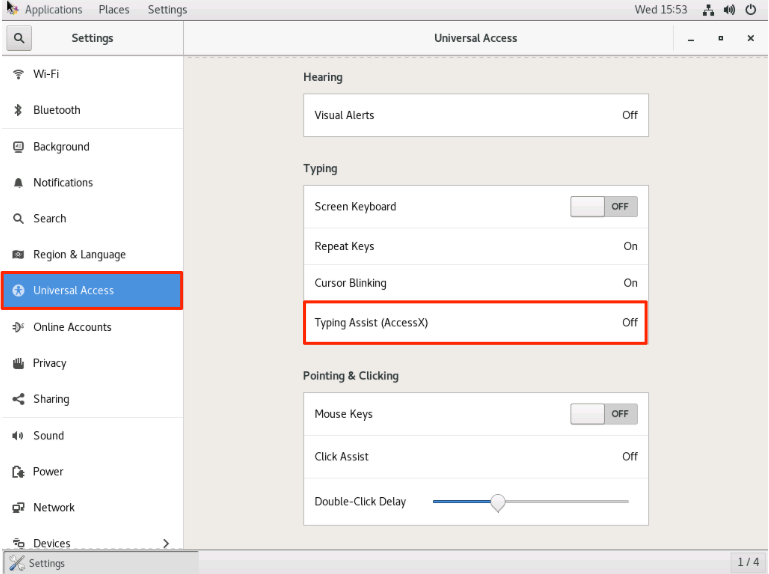 Applications Places Settings Wed 15:53
Settings Universal Access
Wi-Fi
Bluetooth
Background
Notifications
Search
Region & Language
Universal Access
Online Accounts
Privacy
Sharing
Sound
Power
Network
Devices
Hearing
Visual Alerts Off
Typing
Screen Keyboard OFF
Repeat Keys On
Cursor Blinking On
Typing Assist (AccessX) Off
Pointing & Clicking
Mouse Keys OFF
Click Assist Off
Double-Click Delay
Settings 1 / 4